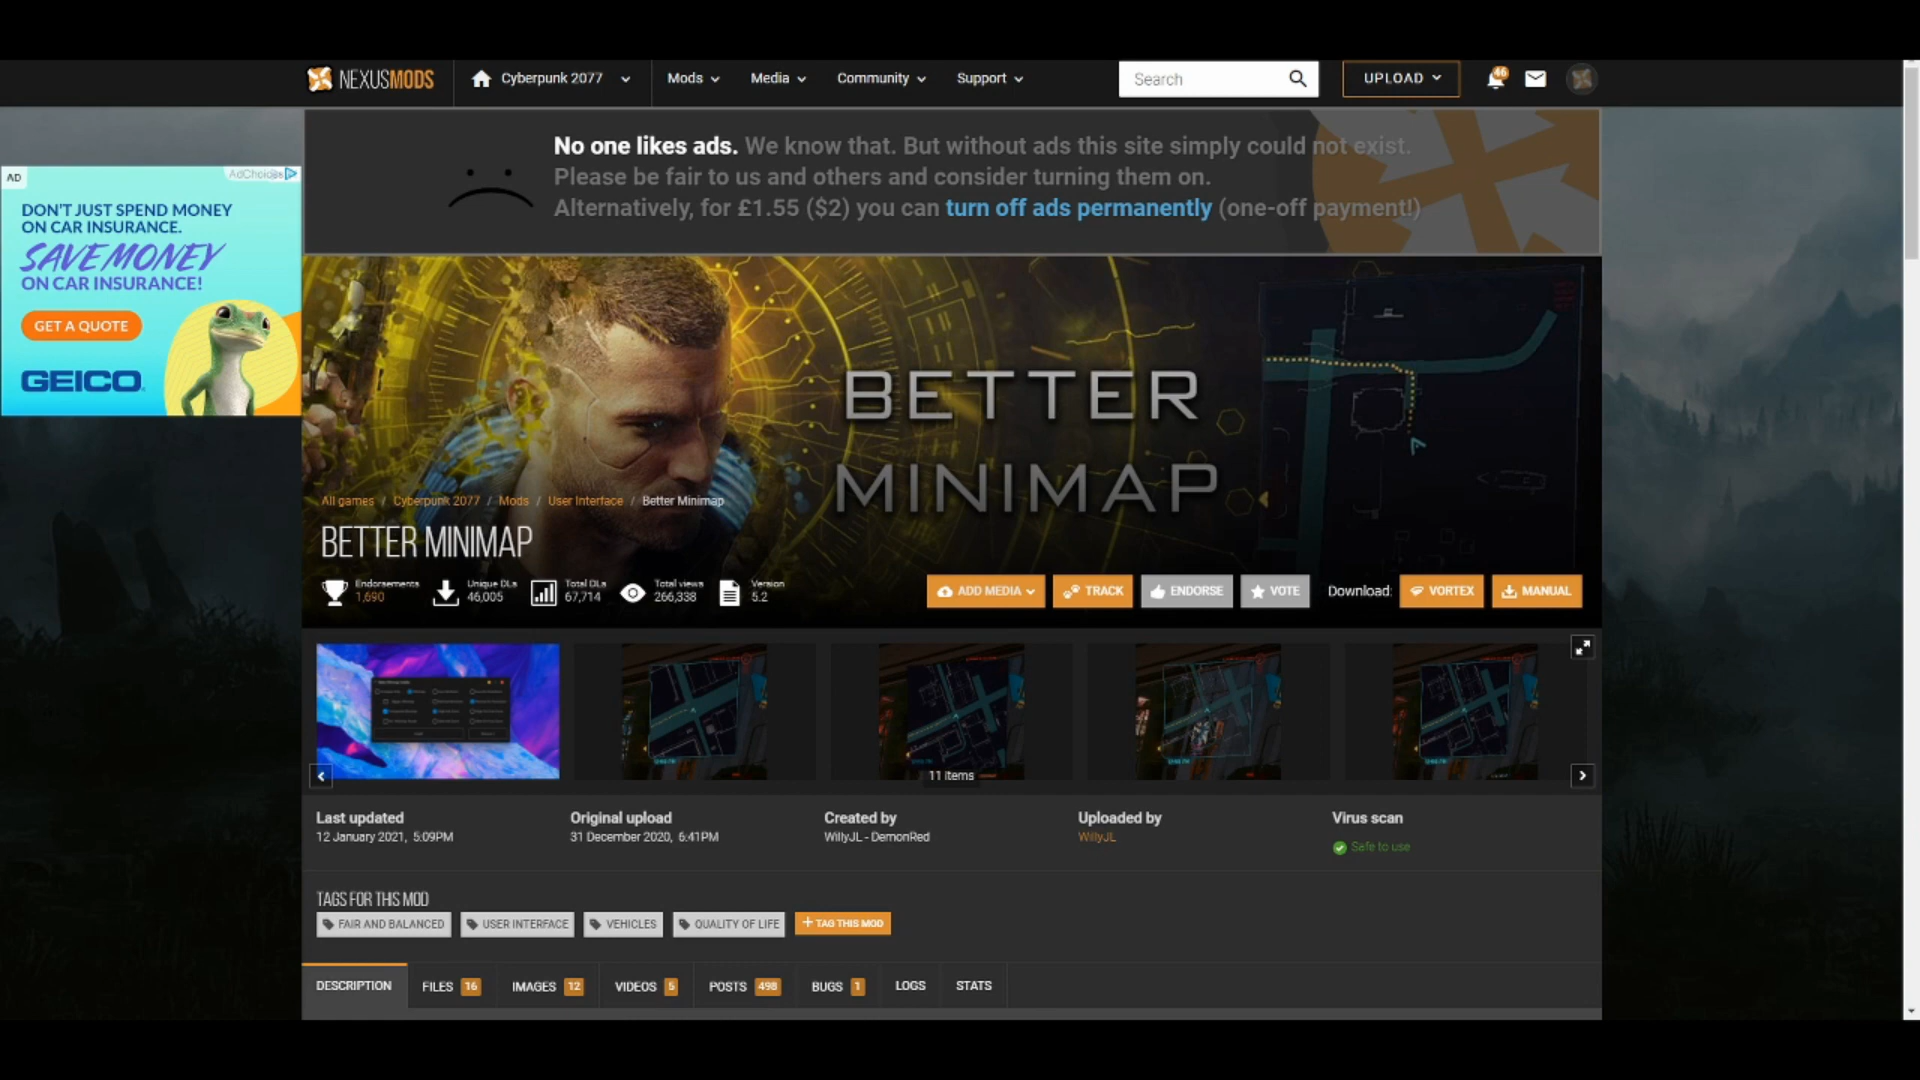 NEXUSMODS
Cyberpunk 2077
Mods
Media
Community
Support
Search
UPLOAD
46
No one likes ads. We know that. But without ads this site simply could not exist.
Please be fair to us and others and consider turning them on.
Alternatively, for £1.55 ($2) you can turn off ads permanently (one-off payment!)
AD
AdChoices
DON'T JUST SPEND MONEY
ON CAR INSURANCE.
SAVE MONEY
ON CAR INSURANCE!
GET A QUOTE
GEICO
BETTER
MINIMAP
All games / Cyberpunk 2077 / Mods / User Interface / Better Minimap
BETTER MINIMAP
Endorsements
1,690
Unique DLs
46,005
Total DLs
67,714
Total views
266,338
Version
5.2
ADD MEDIA
TRACK
ENDORSE
VOTE
Download:
VORTEX
MANUAL
11 items
Last updated
12 January 2021, 5:09PM
Original upload
31 December 2020, 6:41PM
Created by
WillyJL - DemonRed
Uploaded by
WillyJL
Virus scan
Safe to use
TAGS FOR THIS MOD
FAIR AND BALANCED
USER INTERFACE
VEHICLES
QUALITY OF LIFE
+ TAG THIS MOD
DESCRIPTION
FILES 16
IMAGES 12
VIDEOS 5
POSTS 498
BUGS 1
LOGS
STATS